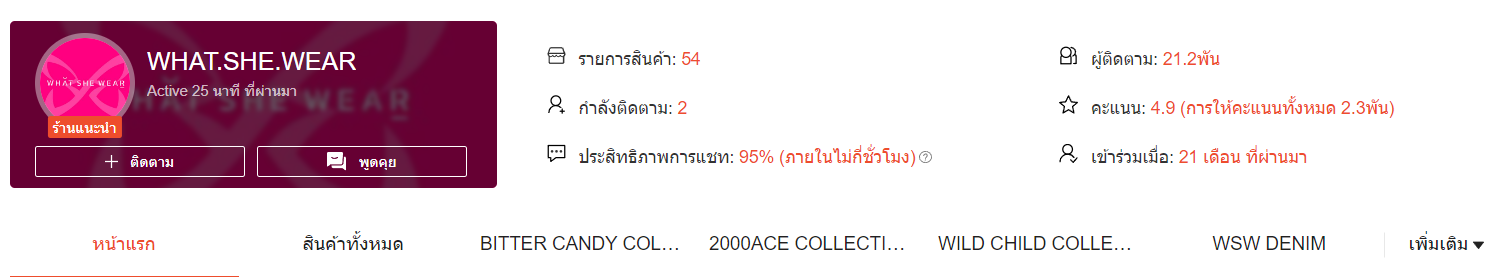 WHAT.SHE.WEAR
Active 25 นาที ที่ผ่านมา
WHAT SHE WEAR
WHAT SHE WEAR
ร้านแนะนำ
ติดตาม
พูดคุย
รายการสินค้า: 54
ผู้ติดตาม: 21.2พัน
กำลังติดตาม: 2
คะแนน: 4.9 (การให้คะแนนทั้งหมด 2.3พัน)
ประสิทธิภาพการแชท: 95% (ภายในไม่กี่ชั่วโมง) ?
เข้าร่วมเมื่อ: 21 เดือน ที่ผ่านมา
หน้าแรก
สินค้าทั้งหมด
BITTER CANDY COL...
2000ACE COLLECTI...
WILD CHILD COLLE...
WSW DENIM
เพิ่มเติม